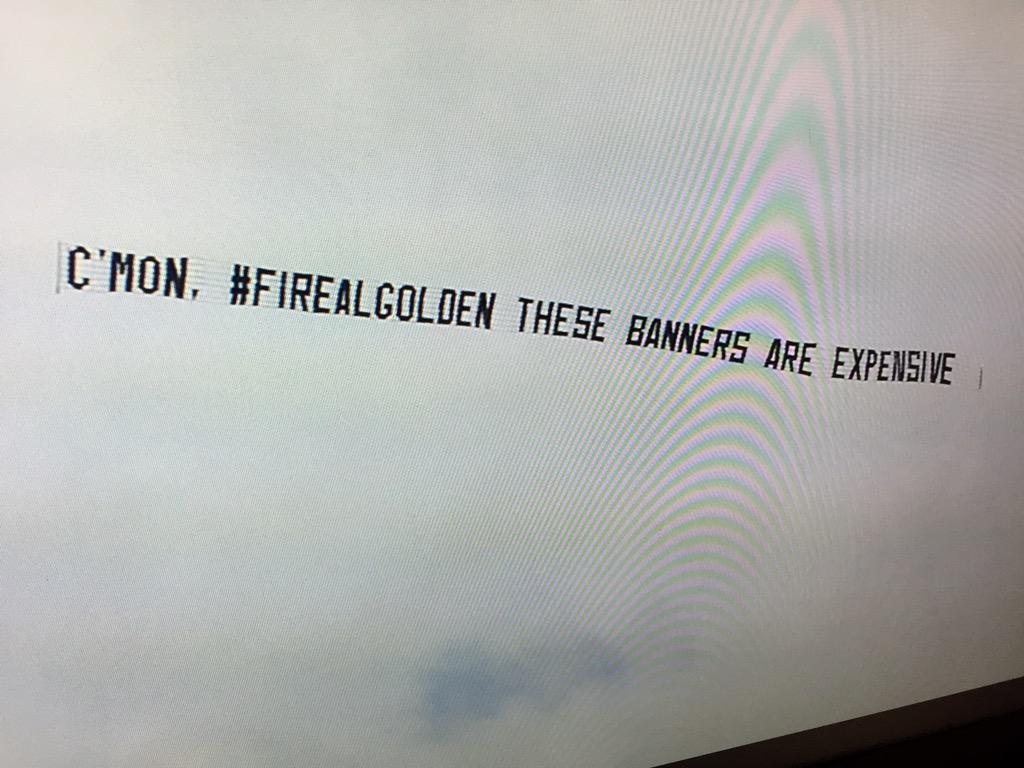 C'MON, #FIREALGOLDEN THESE BANNERS ARE EXPENSIVE